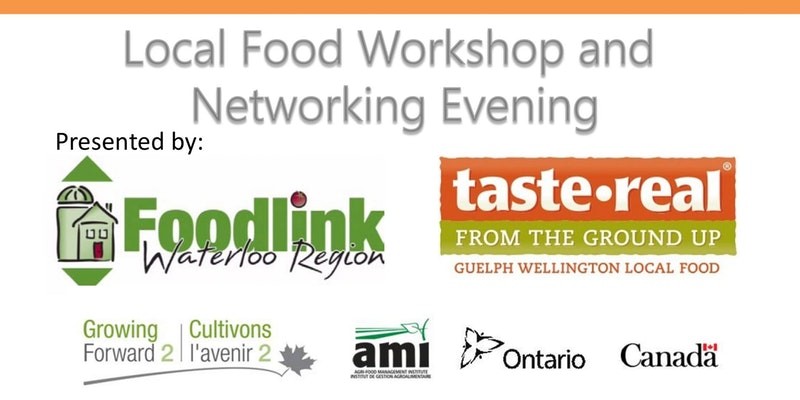 Local Food Workshop and
Networking Evening
Presented by:
Foodlink
Waterloo Region
taste•real®
FROM THE GROUND UP
GUELPH WELLINGTON LOCAL FOOD
Growing
Forward 2
Cultivons
l'avenir 2
ami
AGRI-FOOD MANAGEMENT INSTITUTE
INSTITUT DE GESTION AGROALIMENTAIRE
Ontario
Canada